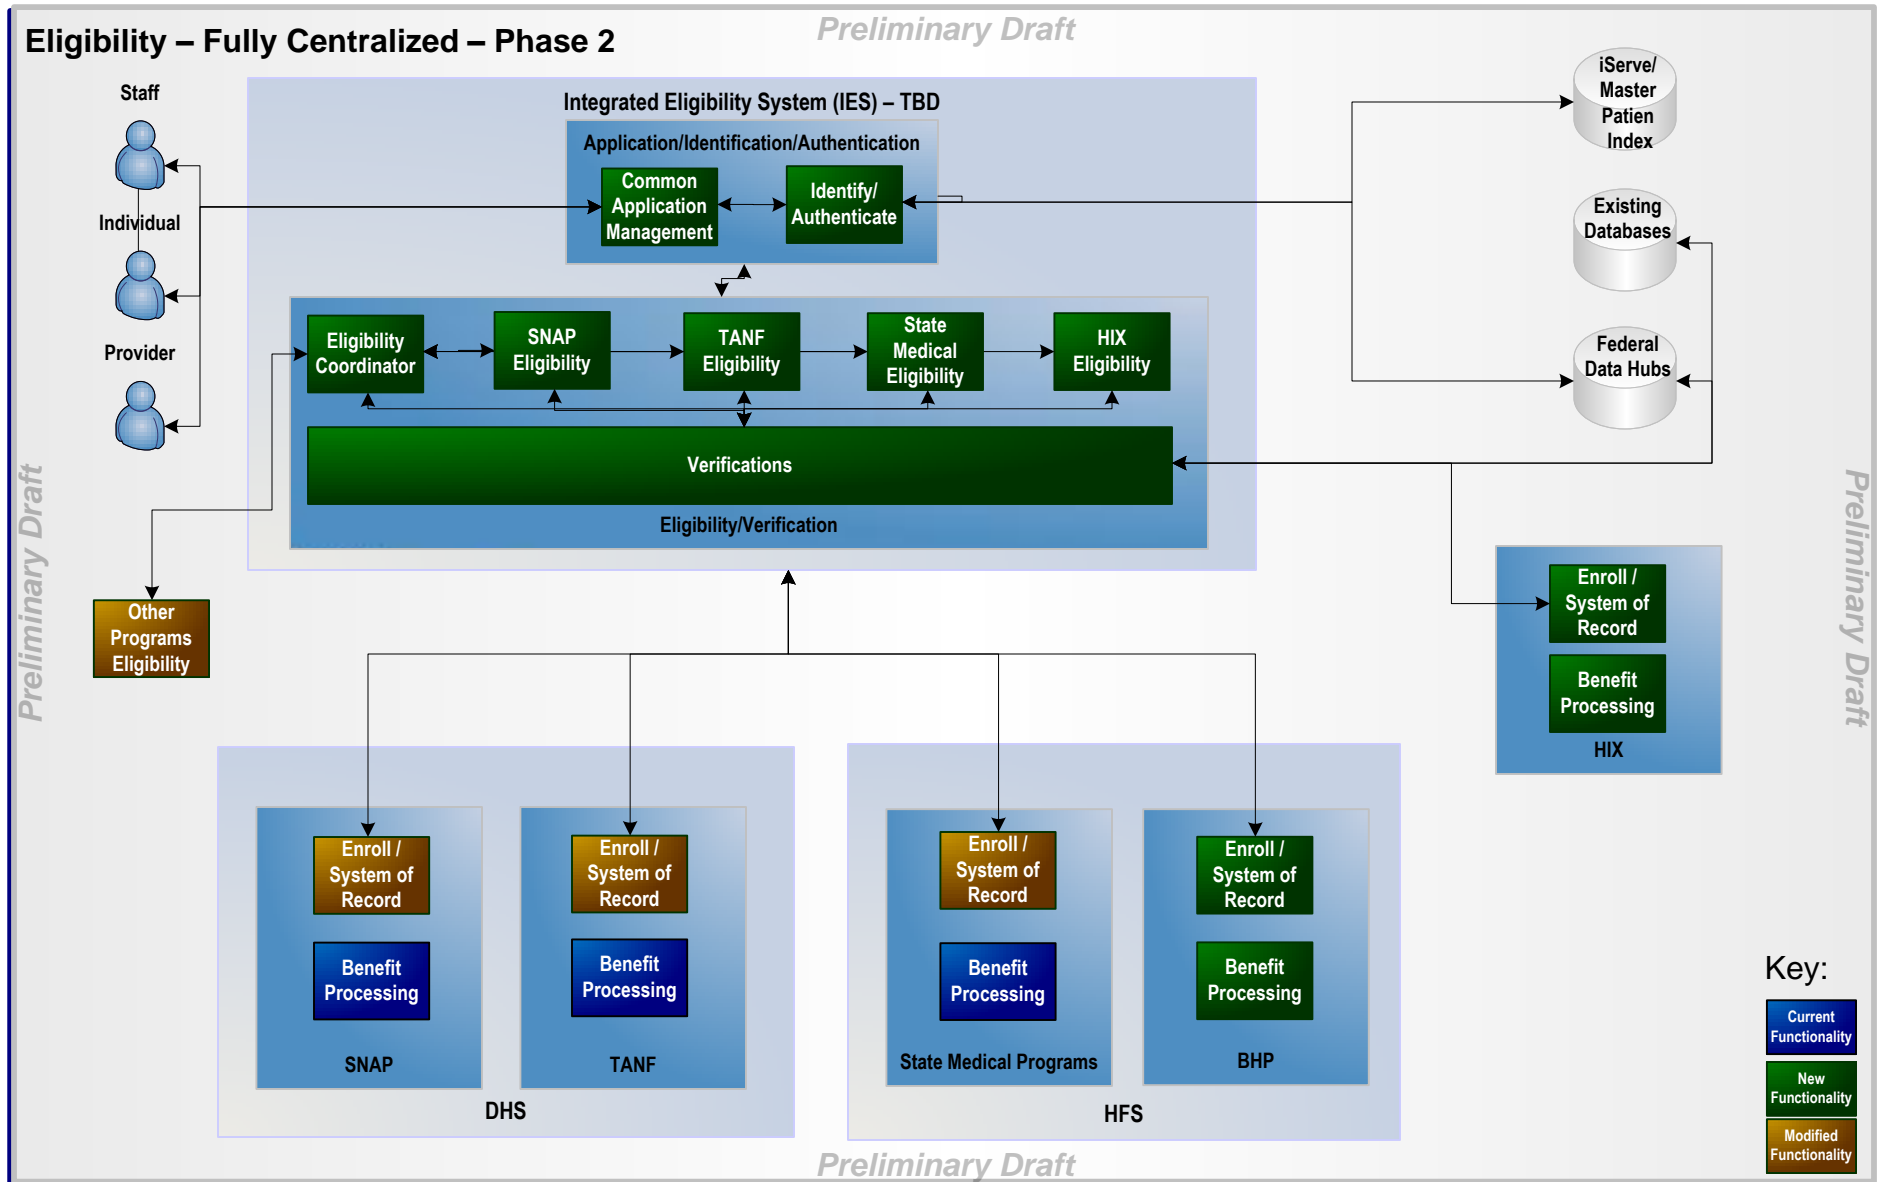 Preliminary Draft
Eligibility – Fully Centralized – Phase 2
Staff
Individual
Provider
Integrated Eligibility System (IES) – TBD
Application/Identification/Authentication
Common
Application
Management
Identify/
Authenticate
iServe/
Master
Patien
Index
Existing
Databases
Federal
Data Hubs
Eligibility
Coordinator
SNAP
Eligibility
TANF
Eligibility
State
Medical
Eligibility
HIX
Eligibility
Verifications
Eligibility/Verification
Preliminary Draft
Preliminary Draft
Other
Programs
Eligibility
Enroll /
System of
Record
Benefit
Processing
HIX
Enroll /
System of
Record
Benefit
Processing
SNAP
Enroll /
System of
Record
Benefit
Processing
TANF
DHS
Enroll /
System of
Record
Benefit
Processing
State Medical Programs
Enroll /
System of
Record
Benefit
Processing
BHP
HFS
Key:
Current
Functionality
New
Functionality
Modified
Functionality
Preliminary Draft